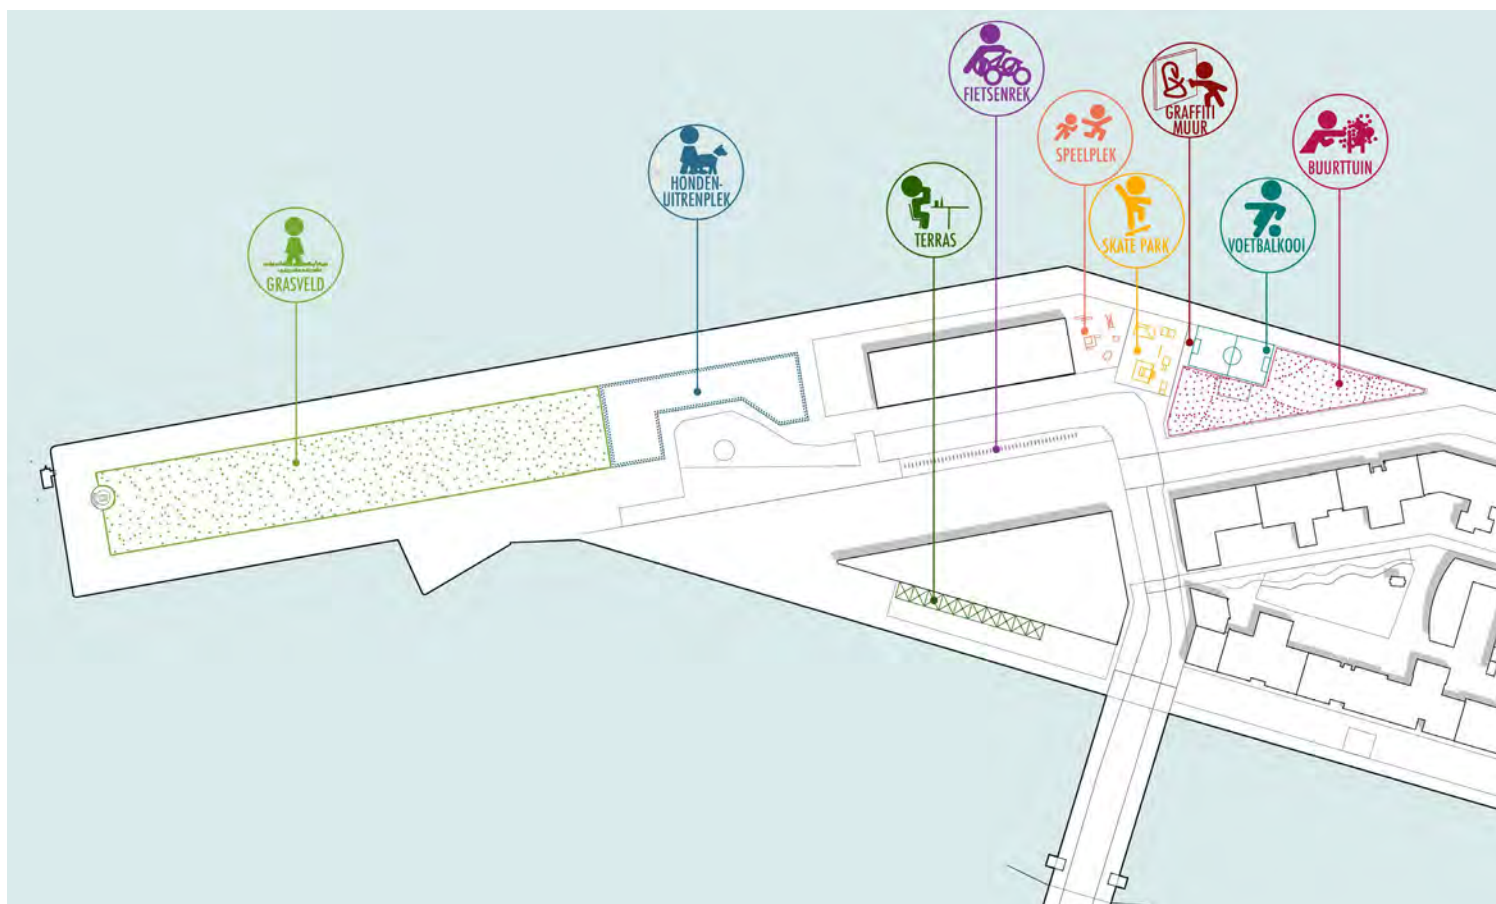 FIETSENREK
GRAFFITI
MUUR
SPEELPLEK
BUURTTUIN
HONDEN-
UITRENPLEK
TERRAS
SKATE PARK
VOETBALKOOI
GRASVELD